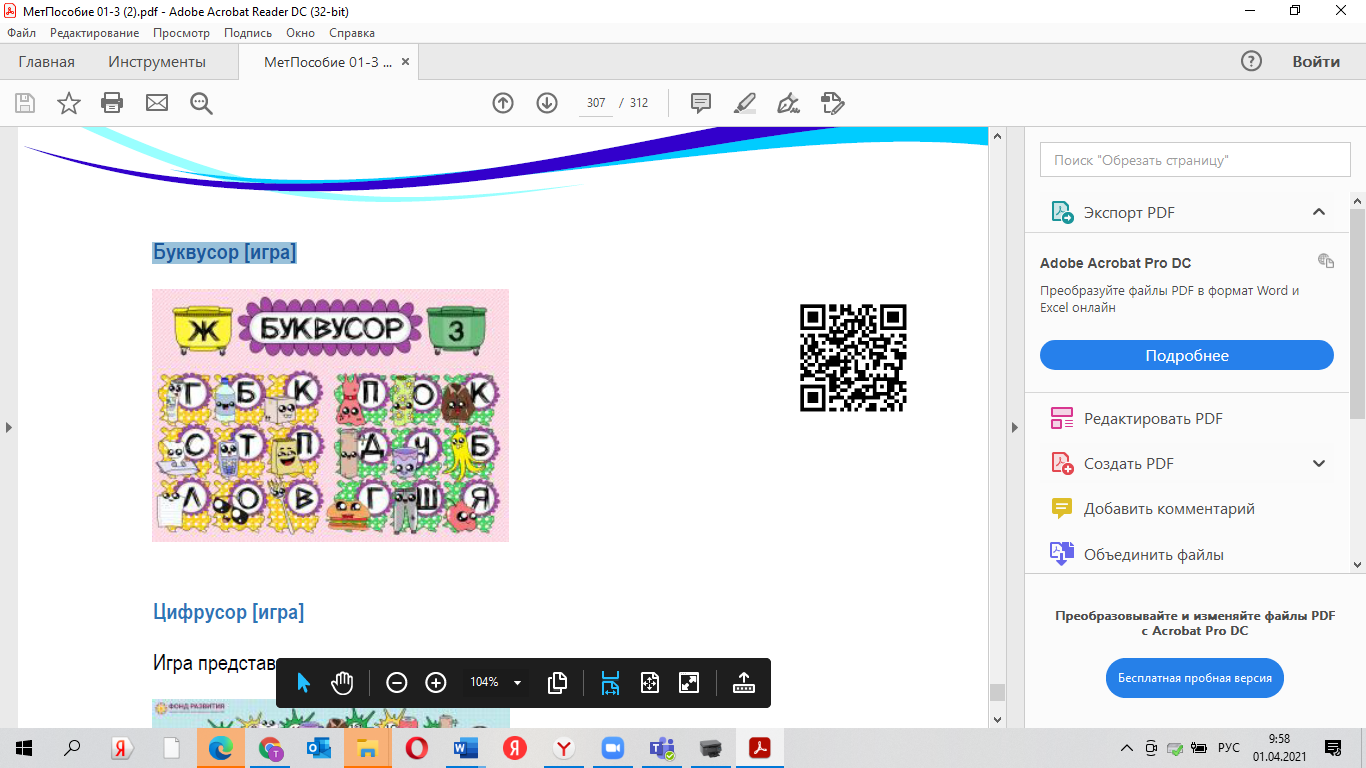 МетПособие 01-3 (2).pdf - Adobe Acrobat Reader DC (32-bit)
Файл Редактирование Просмотр Подпись Окно Справка
Главная Инструменты МетПособие 01-3 ... × Войти
307 / 312
Поиск "Обрезать страницу"
Экспорт PDF
Adobe Acrobat Pro DC
Преобразуйте файлы PDF в формат Word и
Excel онлайн
Подробнее
Редактировать PDF
Создать PDF
Добавить комментарий
Объединить файлы
Преобразовывайте и изменяйте файлы PDF
с Acrobat Pro DC
Бесплатная пробная версия
Буквусор [игра]
Ж БУКВУСОР З
Г Б К П О К
С Т П Д Ч Б
Л О В Г Ш Я
Цифрусор [игра]
Игра представ
104%
ФОНД РАЗВИТИЯ
РУС
9:58
01.04.2021